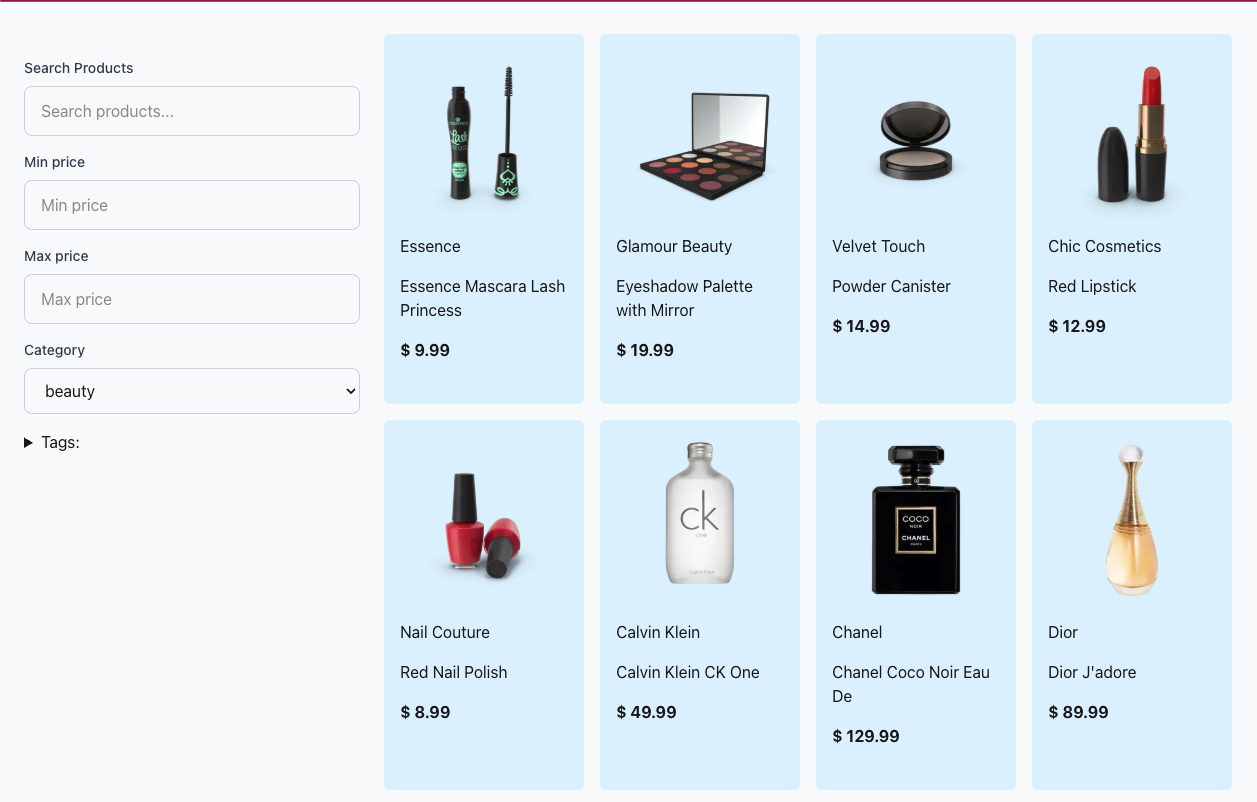 Search Products
Search products...
Min price
Min price
Max price
Max price
Category
beauty
Tags:
essence
Lash
Essence
Essence Mascara Lash
Princess
$ 9.99
Glamour Beauty
Eyeshadow Palette
with Mirror
$ 19.99
Velvet Touch
Powder Canister
$ 14.99
Chic Cosmetics
Red Lipstick
$ 12.99
Nail Couture
Red Nail Polish
$ 8.99
ck
one
Calvin Klein
Calvin Klein
Calvin Klein CK One
$ 49.99
COCO
NOIR
CHANEL
PARIS
Chanel
Chanel Coco Noir Eau
De
$ 129.99
Dior
Dior J'adore
$ 89.99